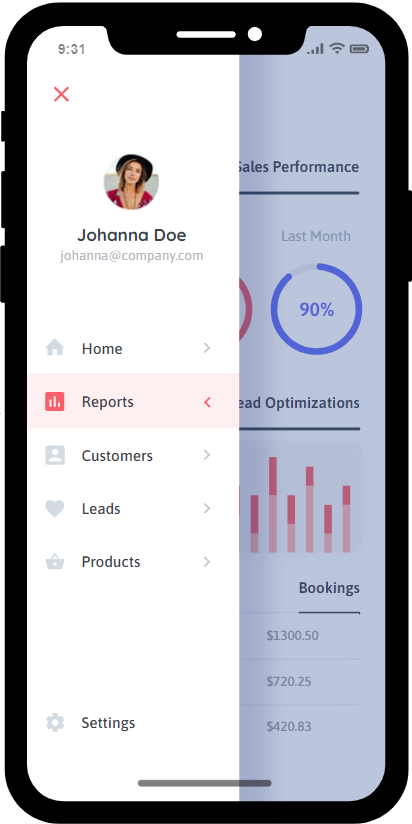 9:31
Sales Performance
Johanna Doe
johanna@company.com
Last Month
90%
Home
Reports
ead Optimizations
Customers
Leads
Products
Bookings
$1300.50
$720.25
Settings
$420.83